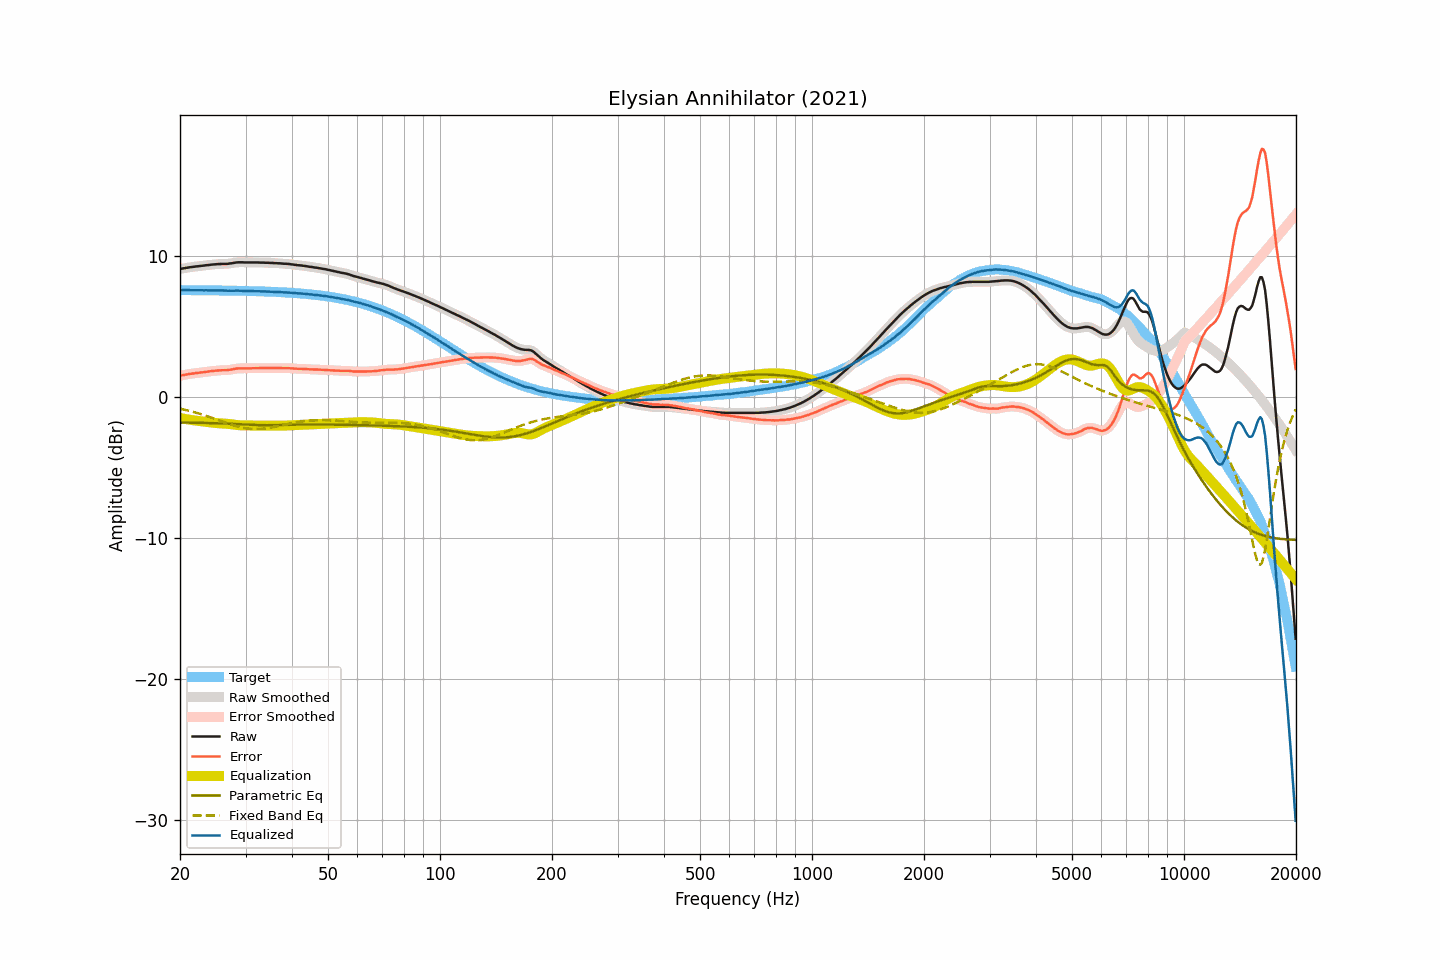 Elysian Annihilator (2021)
Amplitude (dBr)
10
0
−10
−20
−30
Target
Raw Smoothed
Error Smoothed
Raw
Error
Equalization
Parametric Eq
Fixed Band Eq
Equalized
20 50 100 200 500 1000 2000 5000 10000 20000
Frequency (Hz)